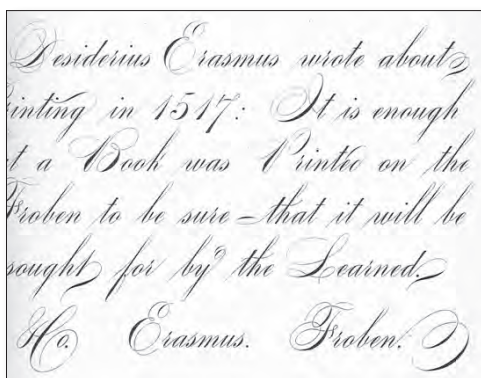 Desiderius Erasmus wrote about
rinting in 1517: It is enough
t a Book was Printed on the
Froben to be sure – that it will be
sought for by the Learned.
Co. Erasmus. Froben.